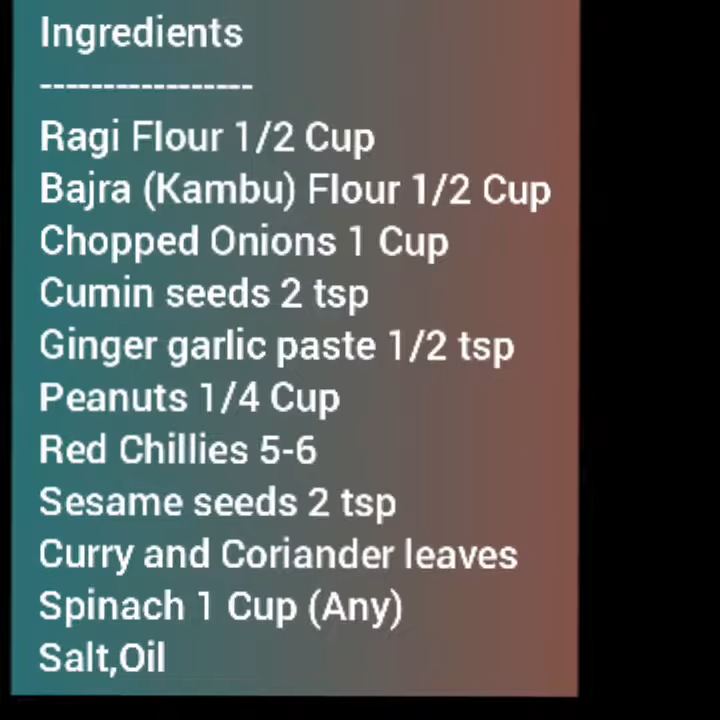 Ingredients
-----------------
Ragi Flour 1/2 Cup
Bajra (Kambu) Flour 1/2 Cup
Chopped Onions 1 Cup
Cumin seeds 2 tsp
Ginger garlic paste 1/2 tsp
Peanuts 1/4 Cup
Red Chillies 5-6
Sesame seeds 2 tsp
Curry and Coriander leaves
Spinach 1 Cup (Any)
Salt,Oil